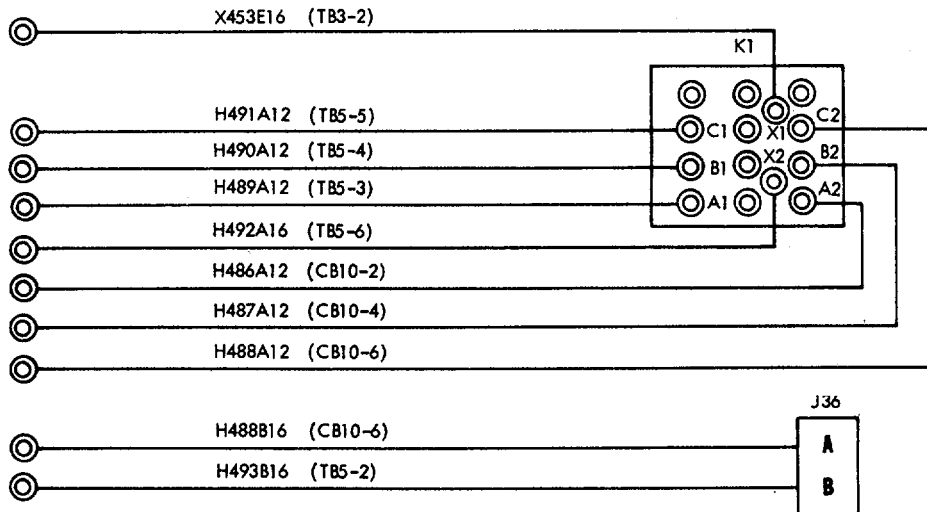 X453E16 (TB3-2)
K1
H491A12 (TB5-5)
C1 X1 C2
H490A12 (TB5-4)
B1 X2 B2
H489A12 (TB5-3)
A1 A2
H492A16 (TB5-6)
H486A12 (CB10-2)
H487A12 (CB10-4)
H488A12 (CB10-6)
J36
H488B16 (CB10-6)
A
H493B16 (TB5-2)
B